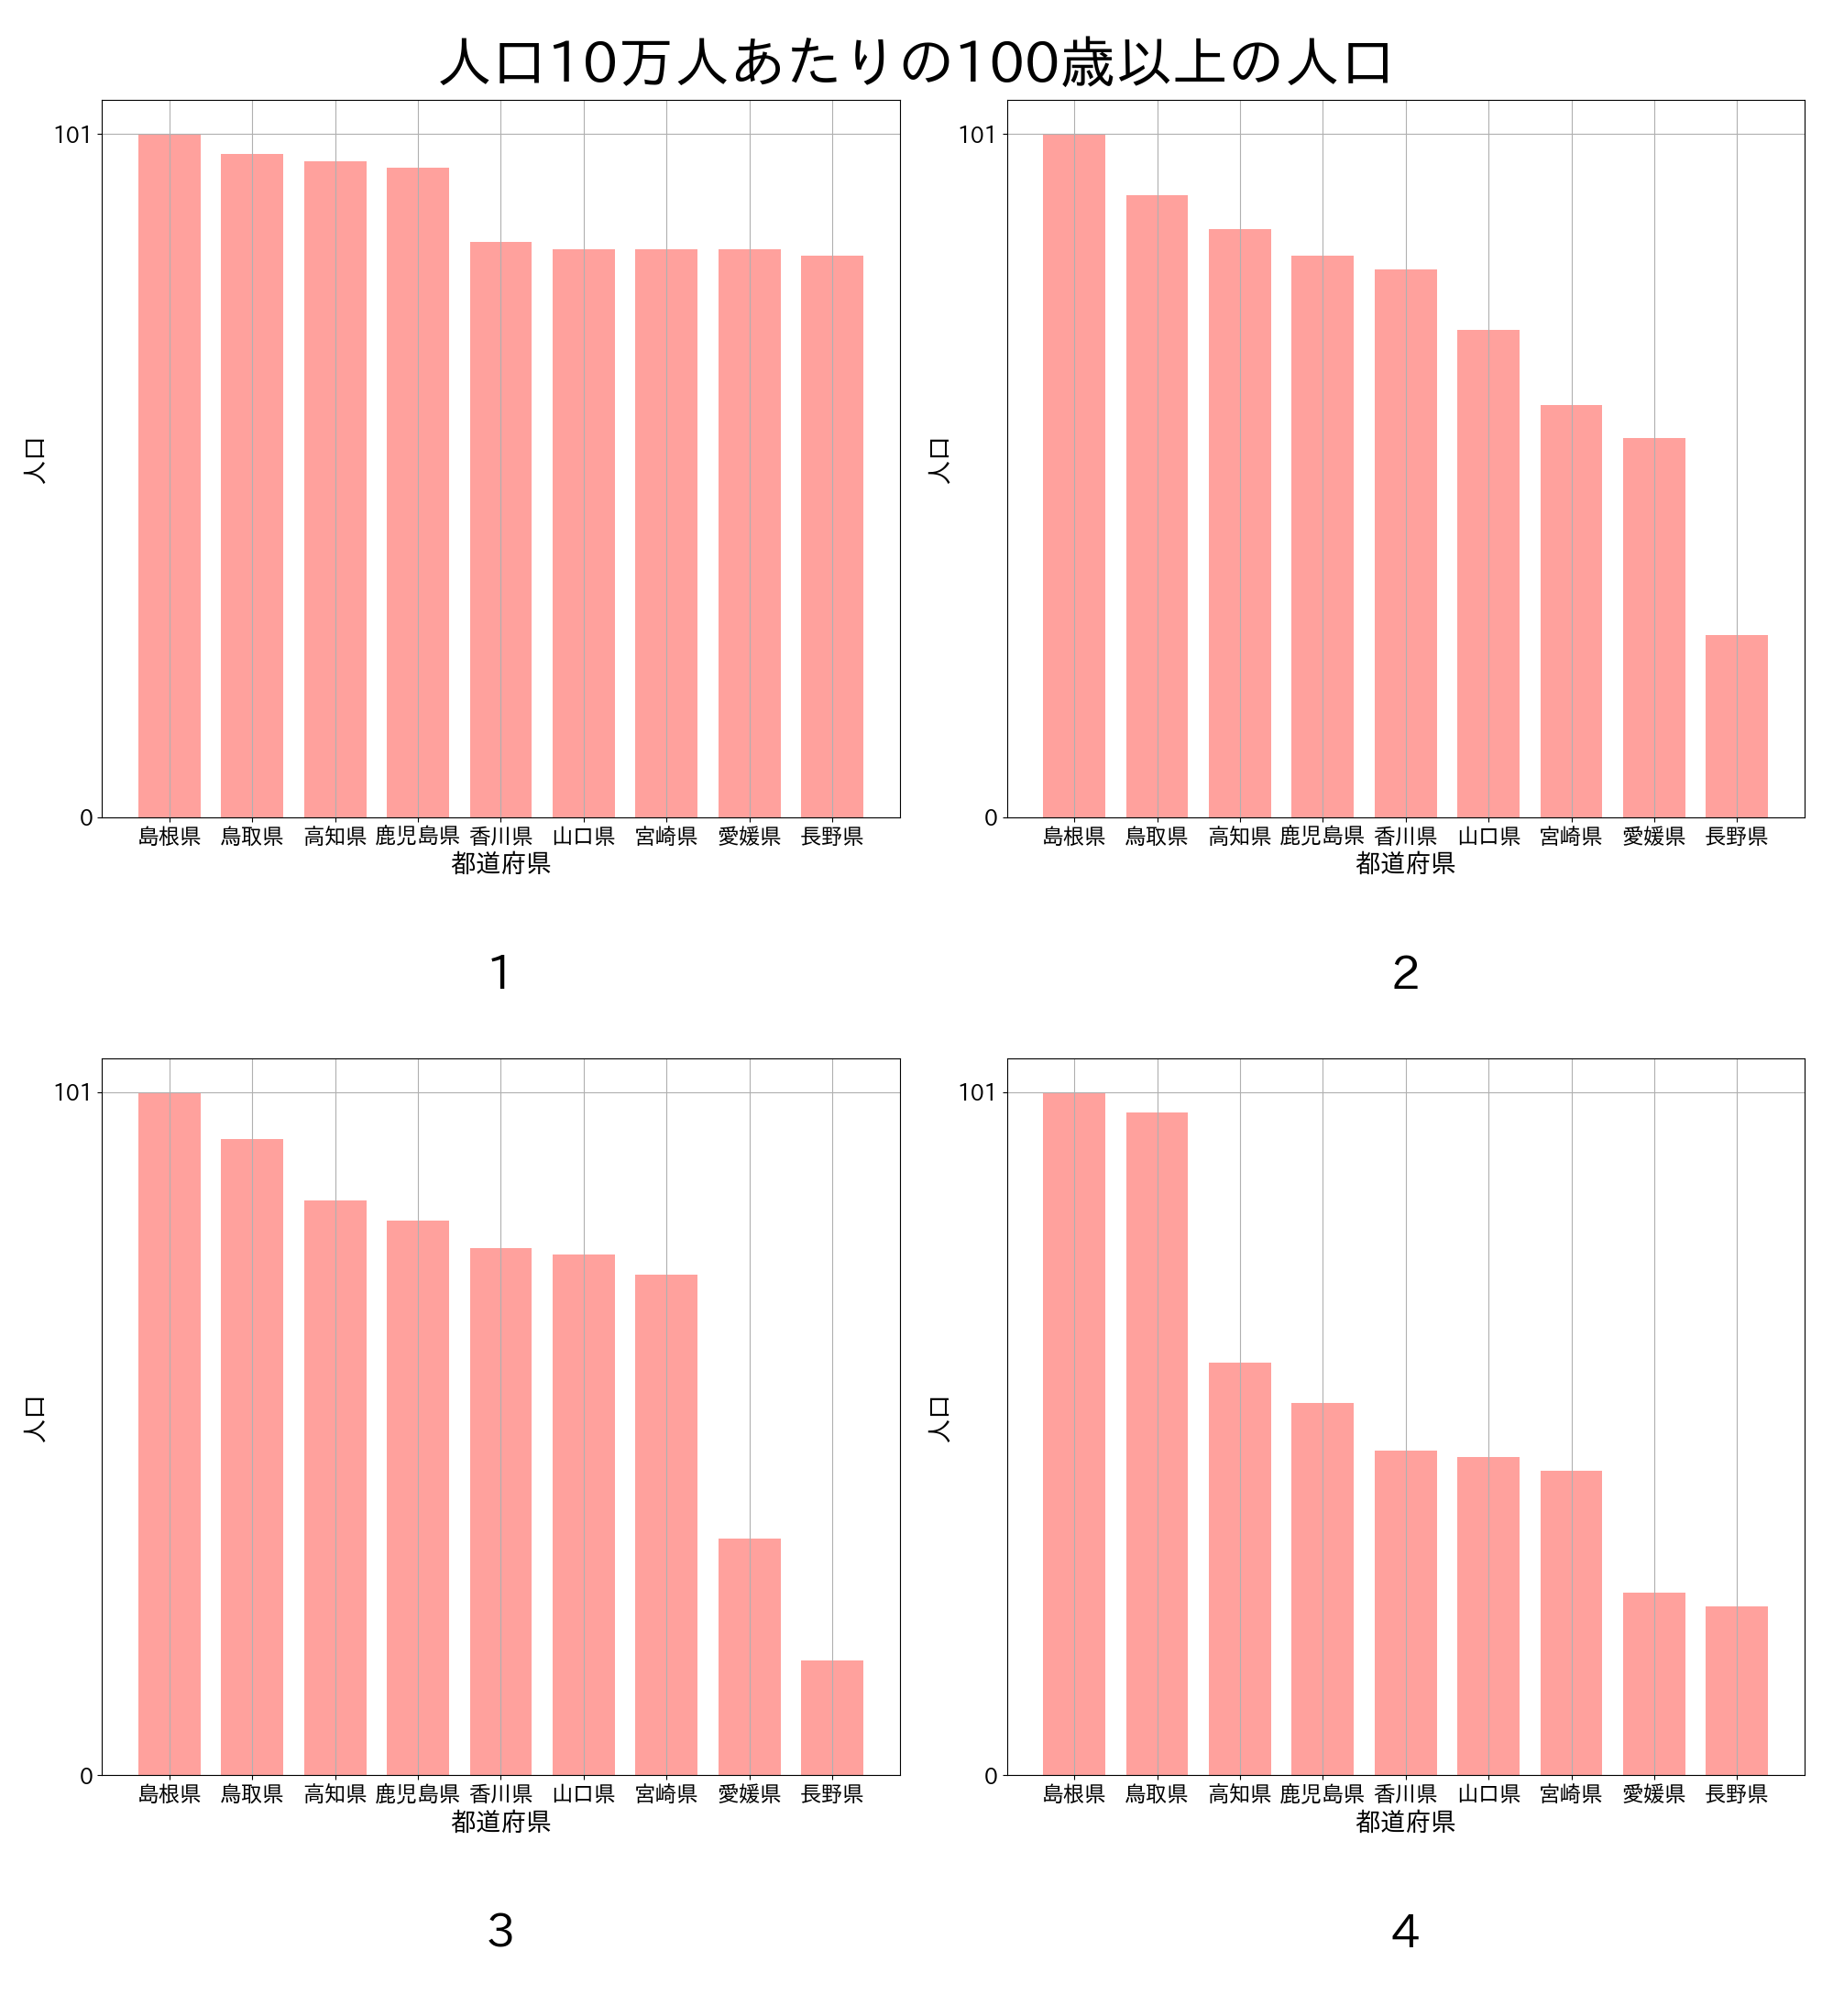 人口10万人あたりの100歳以上の人口
101
0
人口
島根県 鳥取県 高知県 鹿児島県 香川県 山口県 宮崎県 愛媛県 長野県
都道府県
1
101
0
人口
島根県 鳥取県 高知県 鹿児島県 香川県 山口県 宮崎県 愛媛県 長野県
都道府県
2
101
0
人口
島根県 鳥取県 高知県 鹿児島県 香川県 山口県 宮崎県 愛媛県 長野県
都道府県
3
101
0
人口
島根県 鳥取県 高知県 鹿児島県 香川県 山口県 宮崎県 愛媛県 長野県
都道府県
4